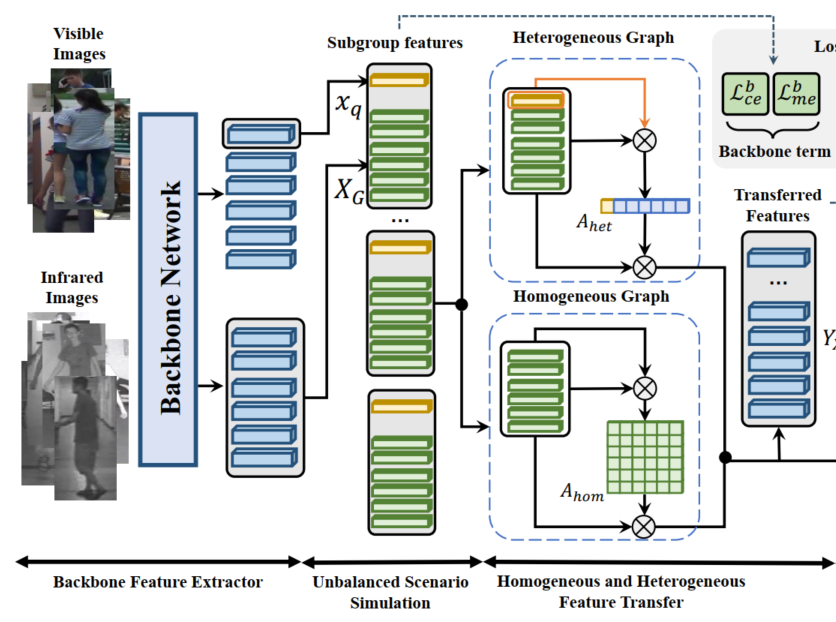 Visible
Images
Infrared
Images
Backbone Network
Subgroup features
x_q
X_G
...
Heterogeneous Graph
A_het
Homogeneous Graph
A_hom
L^b_ce
L^b_me
Backbone term
Transferred
Features
...
Backbone Feature Extractor
Unbalanced Scenario
Simulation
Homogeneous and Heterogeneous
Feature Transfer